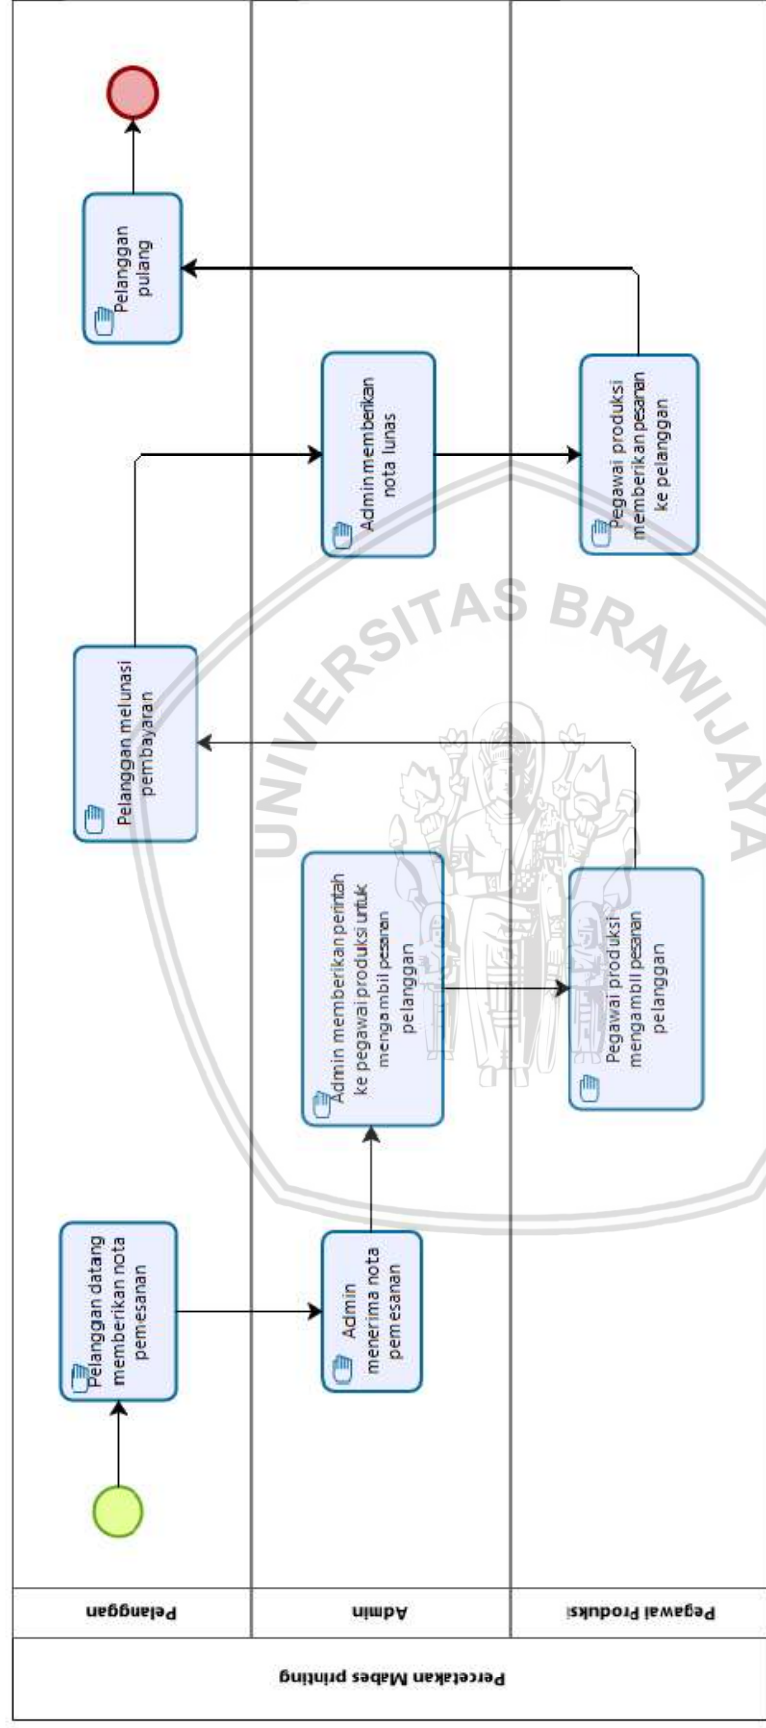 Percetakan Mabes printing
Pelanggan
Admin
Pegawai Produksi
Pelanggan datang
memberikan nota
pemesanan
Admin
menerima nota
pemesanan
Admin memberikan perintah
ke pegawai produksi untuk
mengambil pesanan
pelanggan
Pegawai produksi
mengambil pesanan
pelanggan
Pelanggan melunasi
pembayaran
Admin memberikan
nota lunas
Pegawai produksi
memberikan pesanan
ke pelanggan
Pelanggan
pulang
UNIVERSITAS BRAWIJAYA